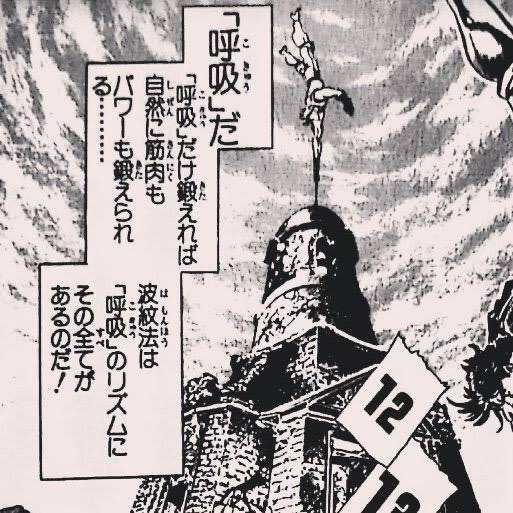 「呼吸」だ
「呼吸」だけ鍛えれば
自然に筋肉も
パワーも鍛えられ
る………
波紋法は
「呼吸」のリズムに
その全てが
あるのだ！
12
12